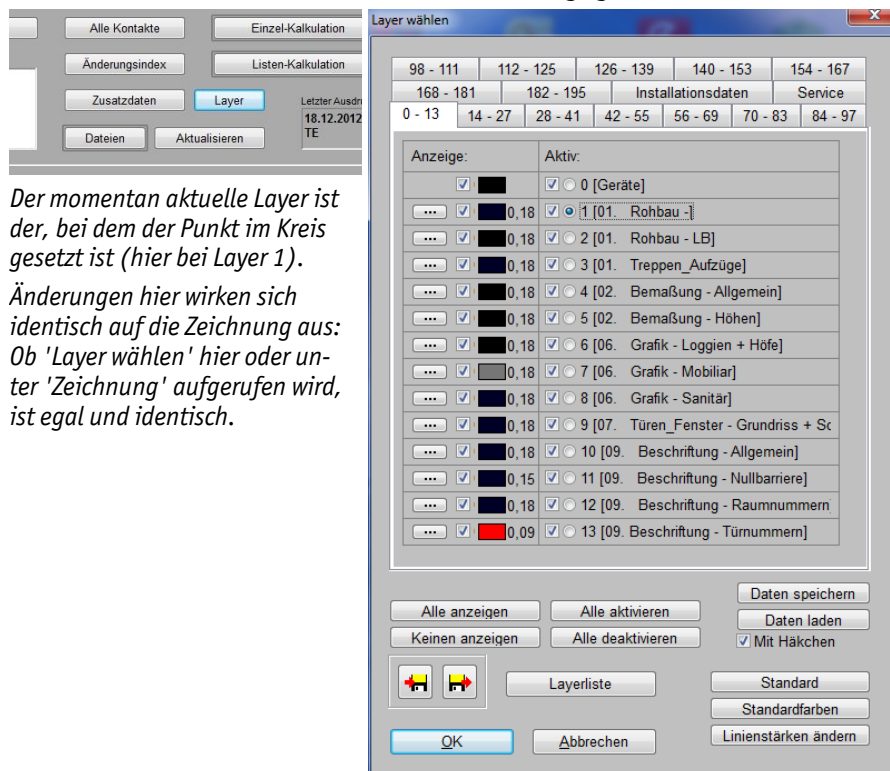 Alle Kontakte
Einzel-Kalkulation
Änderungsindex
Listen-Kalkulation
Zusatzdaten
Layer
Letzter Ausdru
18.12.2012
TE
Dateien
Aktualisieren
Der momentan aktuelle Layer ist
der, bei dem der Punkt im Kreis
gesetzt ist (hier bei Layer 1).
Änderungen hier wirken sich
identisch auf die Zeichnung aus:
Ob 'Layer wählen' hier oder un-
ter 'Zeichnung' aufgerufen wird,
ist egal und identisch.
Layer wählen
98 - 111 112 - 125 126 - 139 140 - 153 154 - 167
168 - 181 182 - 195 Installationsdaten Service
0 - 13 14 - 27 28 - 41 42 - 55 56 - 69 70 - 83 84 - 97
Anzeige: Aktiv:
0 [Geräte]
... 0,18 1 [01. Rohbau -]
... 0,18 2 [01. Rohbau - LB]
... 0,18 3 [01. Treppen_Aufzüge]
... 0,18 4 [02. Bemaßung - Allgemein]
... 0,18 5 [02. Bemaßung - Höhen]
... 0,18 6 [06. Grafik - Loggien + Höfe]
... 0,18 7 [06. Grafik - Mobiliar]
... 0,18 8 [06. Grafik - Sanitär]
... 0,18 9 [07. Türen_Fenster - Grundriss + Sc
... 0,18 10 [09. Beschriftung - Allgemein]
... 0,15 11 [09. Beschriftung - Nullbarriere]
... 0,18 12 [09. Beschriftung - Raumnummern]
... 0,09 13 [09. Beschriftung - Türnummern]
Daten speichern
Alle anzeigen Alle aktivieren
Daten laden
Keinen anzeigen Alle deaktivieren
Mit Häkchen
Layerliste
Standard
Standardfarben
OK Abbrechen
Linienstärken ändern